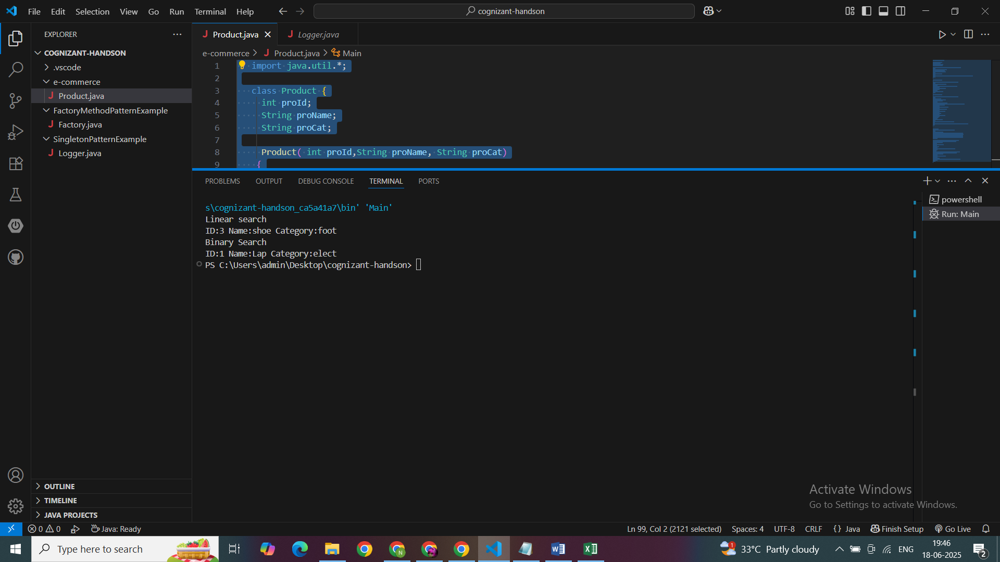 File Edit Selection View Go Run Terminal Help
cognizant-handson
EXPLORER
COGNIZANT-HANDSON
.vscode
e-commerce
Product.java
FactoryMethodPatternExample
Factory.java
SingletonPatternExample
Logger.java
OUTLINE
TIMELINE
JAVA PROJECTS
Product.java
Logger.java
e-commerce > Product.java > Main
1 import java.util.*;
2
3 class Product {
4 int proId;
5 String proName;
6 String proCat;
7
8 Product( int proId,String proName, String proCat)
9 {
PROBLEMS OUTPUT DEBUG CONSOLE TERMINAL PORTS
s\cognizant-handson_ca5a41a7\bin' 'Main'
Linear search
ID:3 Name:shoe Category:foot
Binary Search
ID:1 Name:Lap Category:elect
PS C:\Users\admin\Desktop\cognizant-handson>
powershell
Run: Main
Activate Windows
Go to Settings to activate Windows.
0 0 Java: Ready
Ln 99, Col 2 (2121 selected) Spaces: 4 UTF-8 CRLF {} Java Finish Setup Go Live
Type here to search
N
1
33°C Partly cloudy
ENG
19:46
18-06-2025
2